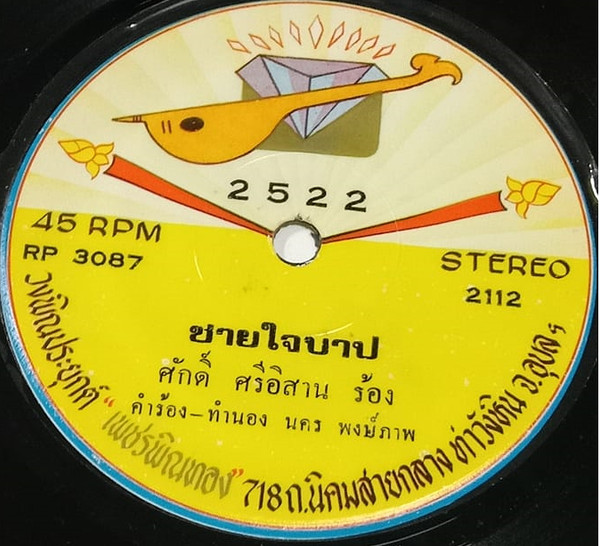 2522
45 RPM
RP 3087
STEREO
2112
ชายใจบาป
ศักดิ์ ศรีอิสาน ร้อง
คำร้อง-ทำนอง นคร พงษ์ภาพ
วงพิณประยุกต์ "เพชรพิณทอง" 718 ถ.นิคมสายกลาง ท่าวังหิน จ.อุบลฯ